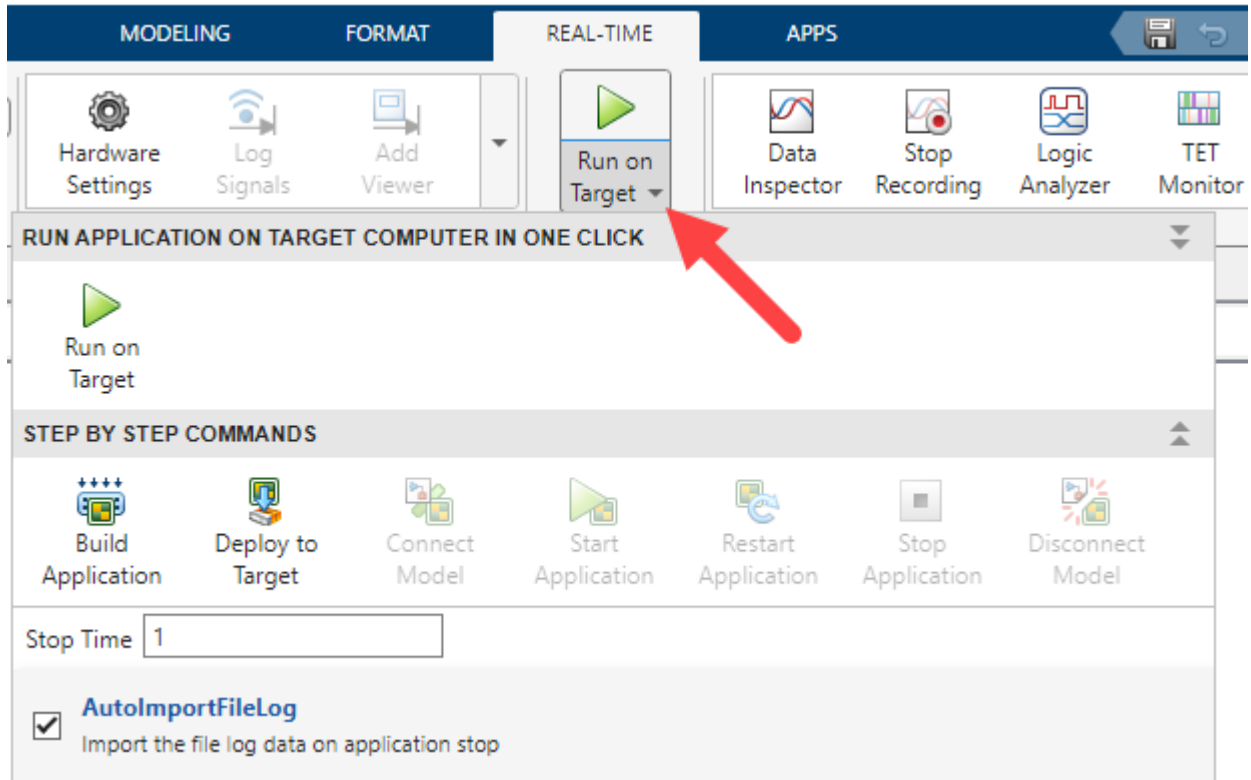 MODELING FORMAT REAL-TIME APPS
Hardware Settings
Log Signals
Add Viewer
Run on Target
Data Inspector
Stop Recording
Logic Analyzer
TET Monitor
RUN APPLICATION ON TARGET COMPUTER IN ONE CLICK
Run on
Target
STEP BY STEP COMMANDS
Build Application
Deploy to Target
Connect Model
Start Application
Restart Application
Stop Application
Disconnect Model
Stop Time 1
AutoImportFileLog
Import the file log data on application stop